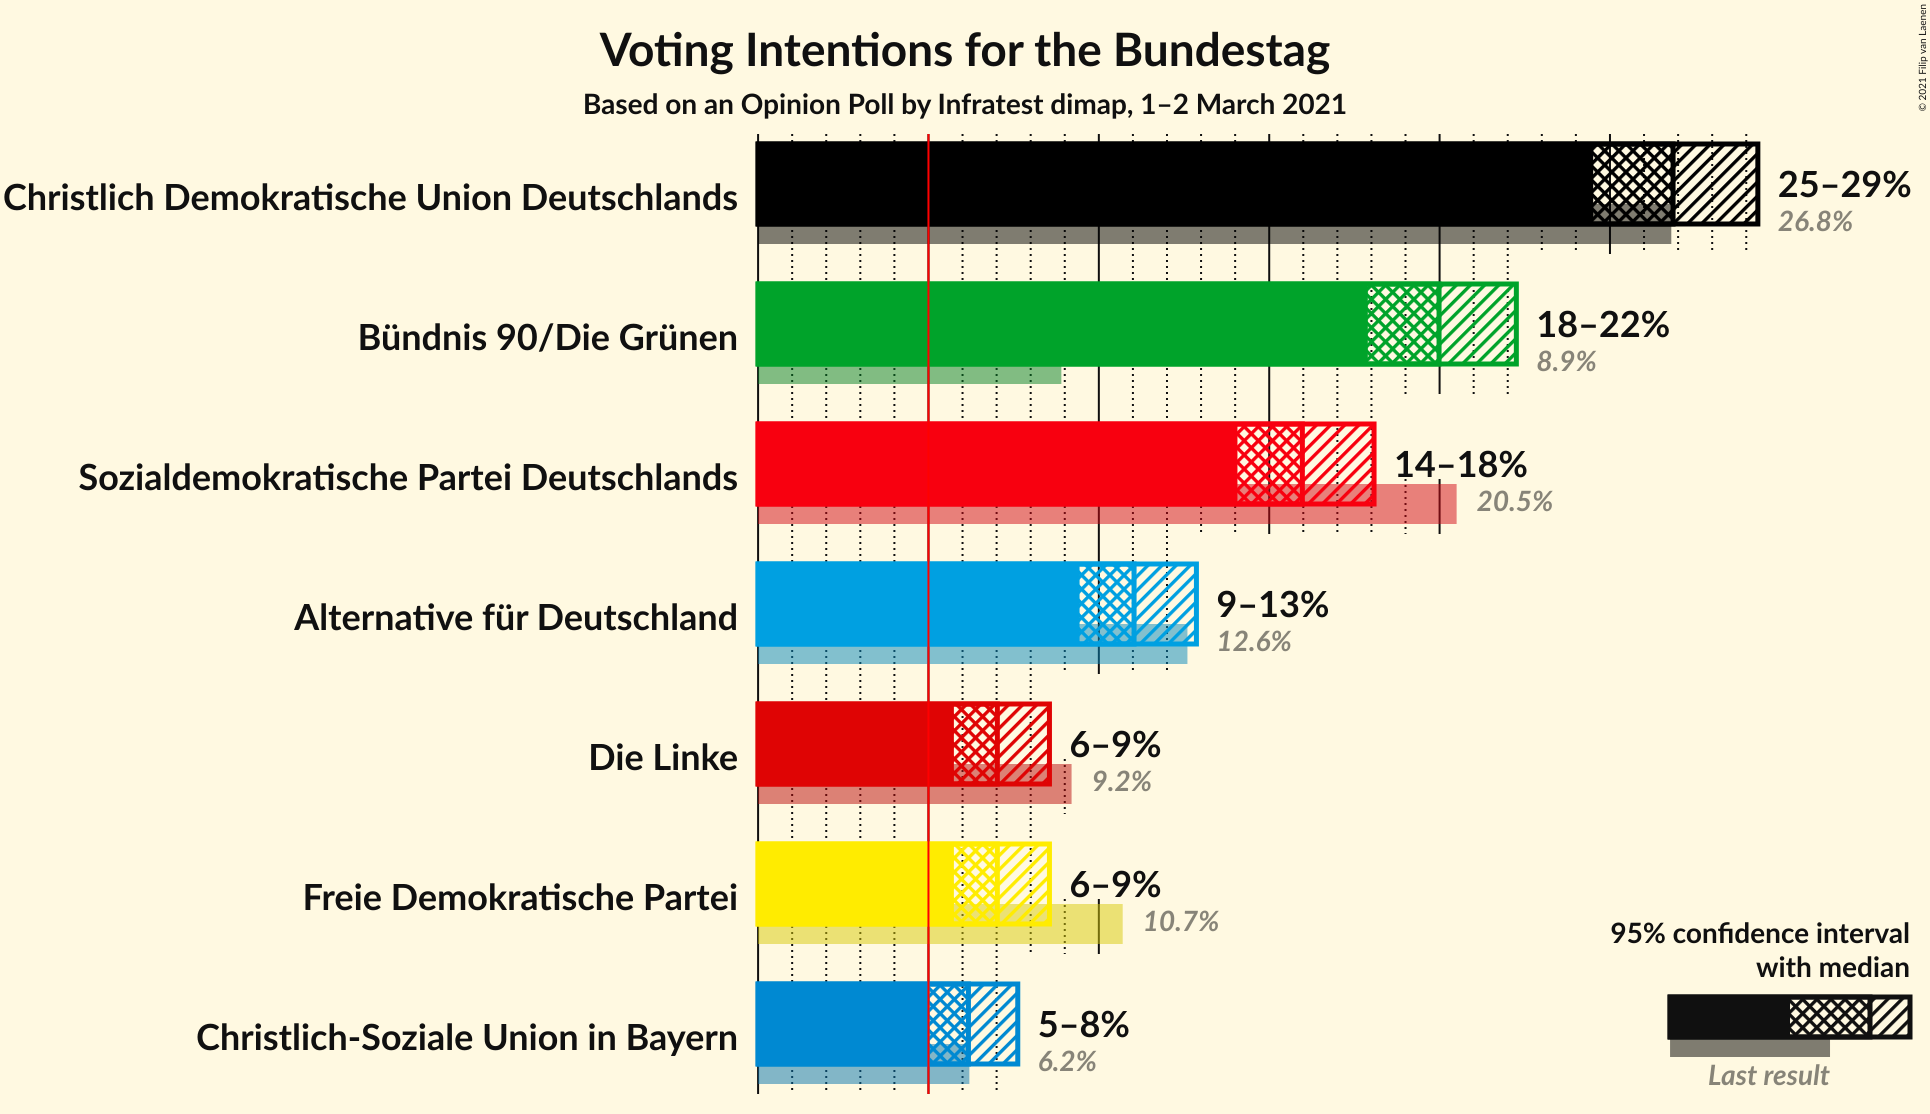 Voting Intentions for the Bundestag
Based on an Opinion Poll by Infratest dimap, 1–2 March 2021
© 2021 Filip van Laenen
Christlich Demokratische Union Deutschlands
25–29%
26.8%
Bündnis 90/Die Grünen
18–22%
8.9%
Sozialdemokratische Partei Deutschlands
14–18%
20.5%
Alternative für Deutschland
9–13%
12.6%
Die Linke
6–9%
9.2%
Freie Demokratische Partei
6–9%
10.7%
Christlich-Soziale Union in Bayern
5–8%
6.2%
95% confidence interval
with median
Last result